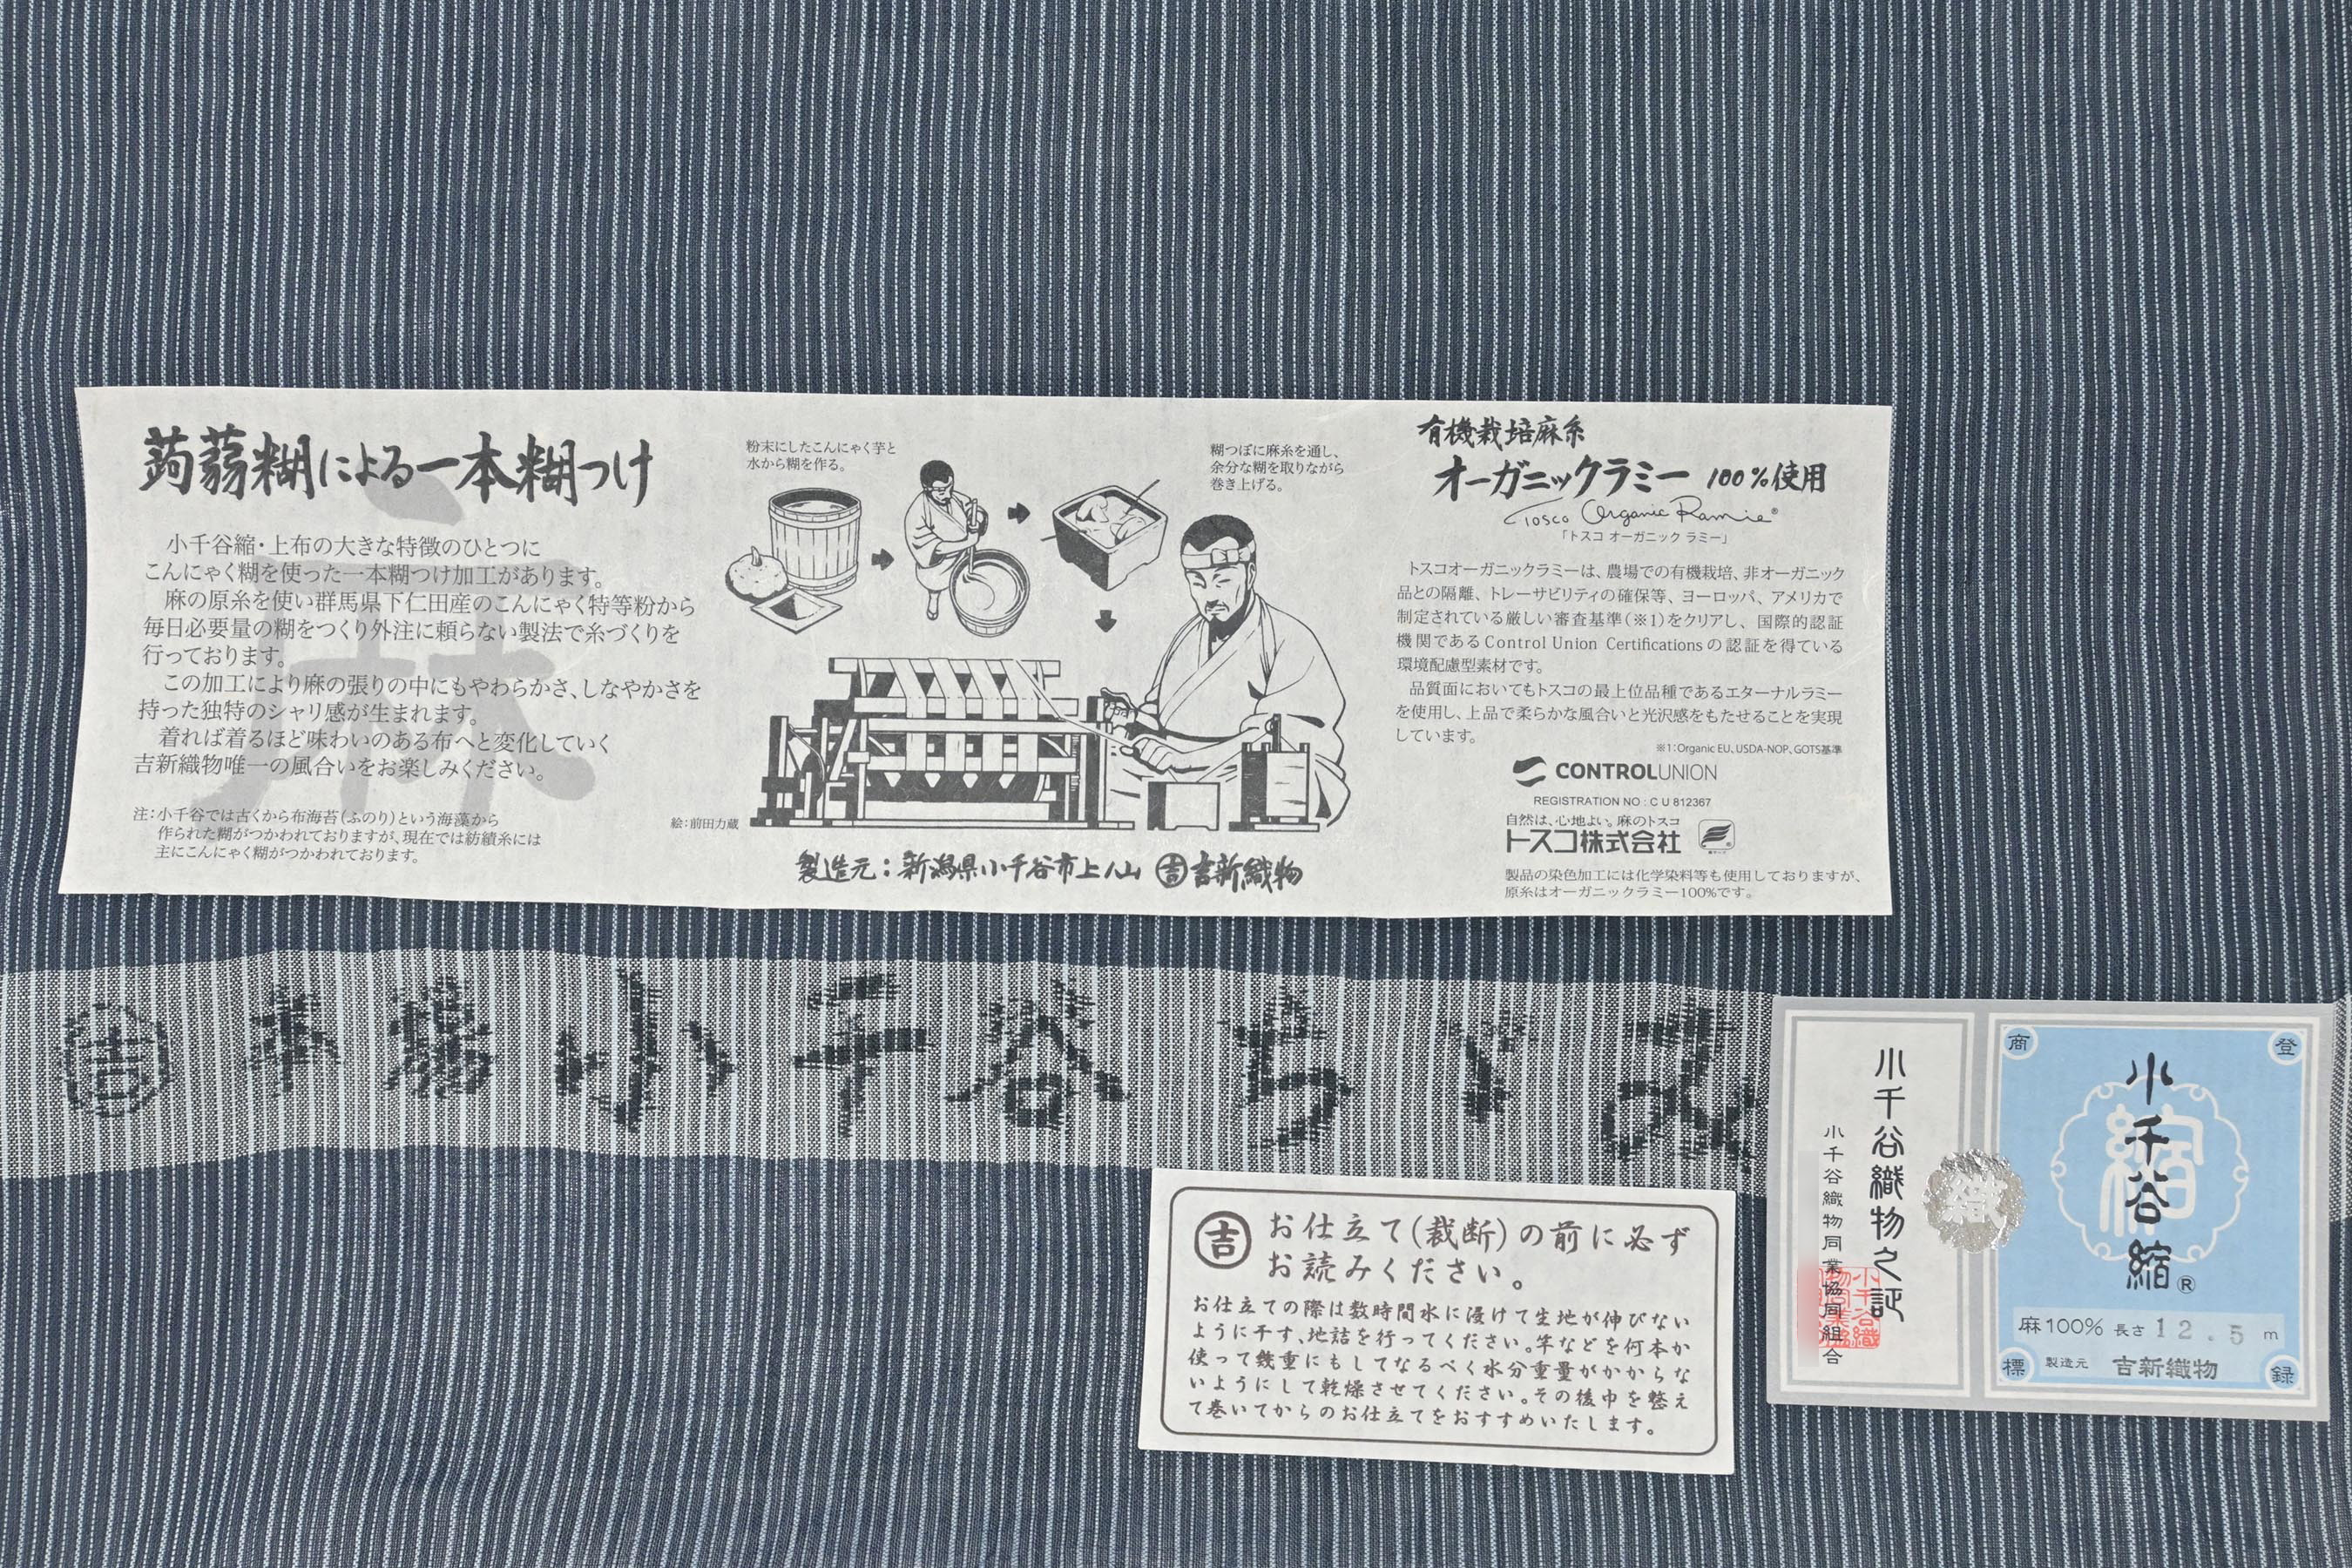 蒟蒻糊による一本糊つけ
小千谷縮・上布の大きな特徴のひとつに
こんにゃく糊を使った一本糊つけ加工があります。
麻の原糸を使い群馬県下仁田産のこんにゃく特等粉から
毎日必要量の糊をつくり外注に頼らない製法で糸づくりを
行っております。
この加工により麻の張りの中にもやわらかさ、しなやかさを
持った独特のシャリ感が生まれます。
着れば着るほど味わいのある布へと変化していく
吉新織物唯一の風合いをお楽しみください。
麻
注：小千谷では古くから布海苔（ふのり）という海藻から
作られた糊がつかわれておりますが、現在では紡績糸には
主にこんにゃく糊がつかわれております。
粉末にしたこんにゃく芋と
水から糊を作る。
糊つぼに麻糸を通し、
余分な糊を取りながら
巻き上げる。
絵：前田力蔵
製造元：新潟県小千谷市上ノ山 ㊎吉新織物
有機栽培麻糸
オーガニックラミー 100%使用
Tosco Organic Ramie®
「トスコ オーガニック ラミー」
トスコオーガニックラミーは、農場での有機栽培、非オーガニック
品との隔離、トレーサビリティの確保等、ヨーロッパ、アメリカで
制定されている厳しい審査基準（※1）をクリアし、国際的認証
機関であるControl Union Certificationsの認証を得ている
環境配慮型素材です。
品質面においてもトスコの最上位品種であるエターナルラミー
を使用し、上品で柔らかな風合いと光沢感をもたせることを実現
しています。
※1：Organic EU、USDA-NOP、GOTS基準
CONTROLUNION
REGISTRATION NO : C U 812367
自然は、心地よい。麻のトスコ
トスコ株式会社
製品の染色加工には化学染料等も使用しておりますが、
原糸はオーガニックラミー100%です。
吉 本場小千谷ちゞみ
吉
お仕立て（裁断）の前に必ず
お読みください。
お仕立ての際は数時間水に浸けて生地が伸びない
ように干す、地詰を行ってください。竿などを何本か
使って幾重にもしてなるべく水分重量がかからな
いようにして乾燥させてください。その後巾を整え
て巻いてからのお仕立てをおすすめいたします。
小千谷織物之証
小千谷織物同業協同組合
織
登
録
商
標
縮
小千谷縮®
麻100% 長さ 12.5 m
製造元 吉新織物